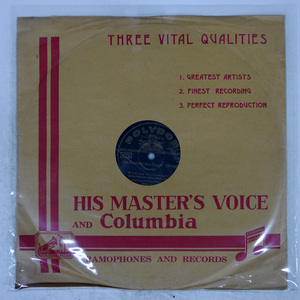 THREE VITAL QUALITIES
1. GREATEST ARTISTS
2. FINEST RECORDING
3. PERFECT REPRODUCTION
POLYDOR
HIS MASTER'S VOICE
AND Columbia
GRAMOPHONES AND RECORDS